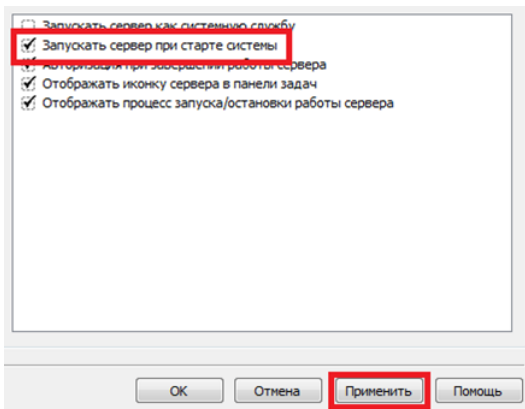 Запускать сервер как системную службу
Запускать сервер при старте системы
Авторизация при завершении работы сервера
Отображать иконку сервера в панели задач
Отображать процесс запуска/остановки работы сервера
OK Отмена Применить Помощь